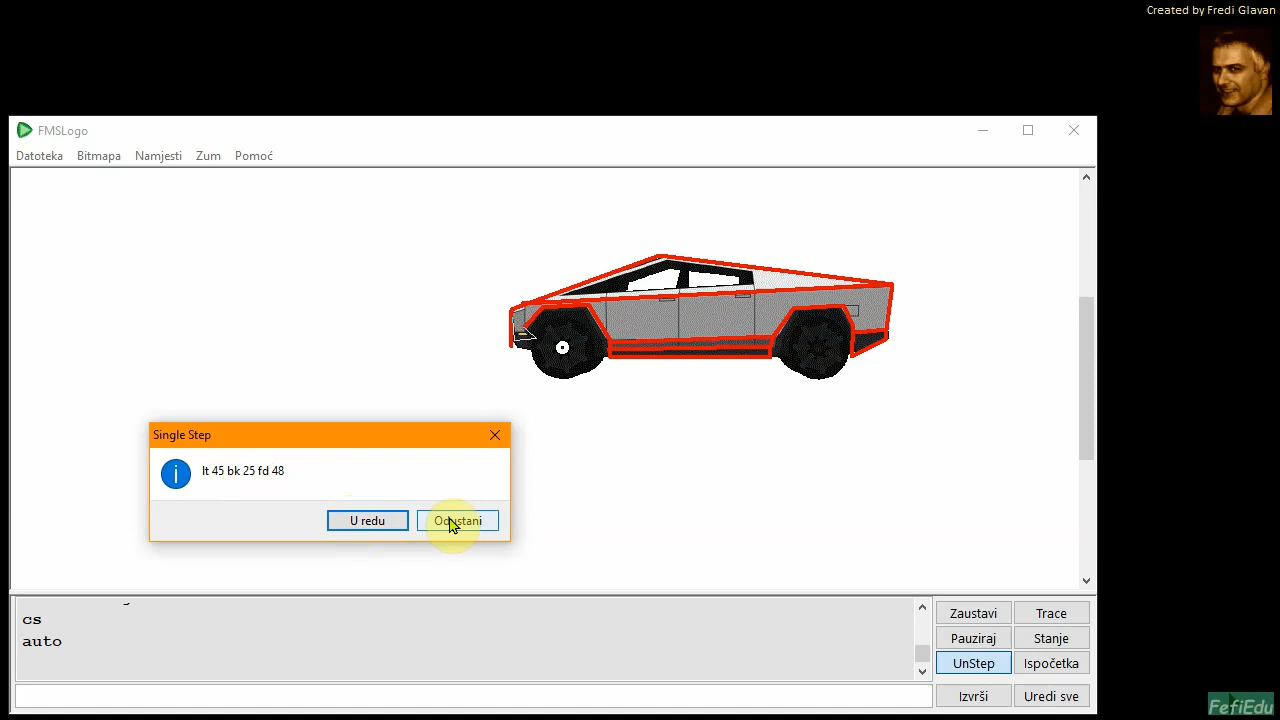 Created by Fredi Glavan
FMSLogo
Datoteka Bitmapa Namjesti Zum Pomoć
Single Step
lt 45 bk 25 fd 48
U redu Odustani
cs
auto
Zaustavi Trace
Pauziraj Stanje
UnStep Ispočetka
Izvrši Uredi sve
FefiEdu